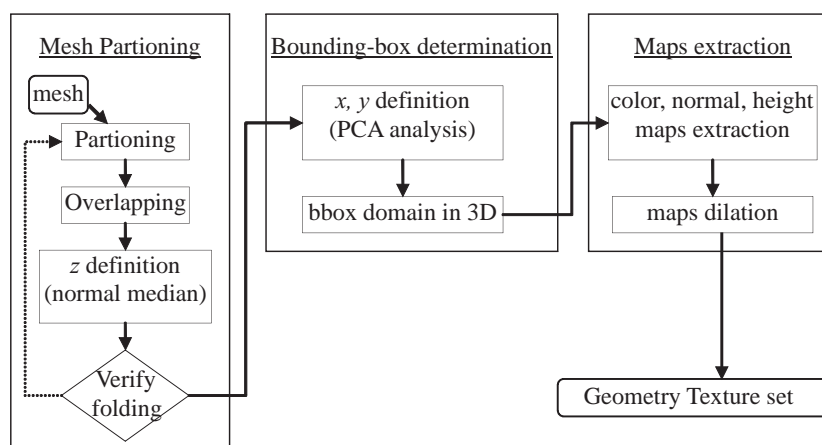 Mesh Partioning
mesh
Partioning
Overlapping
z definition
(normal median)
Verify
folding
Bounding-box determination
x, y definition
(PCA analysis)
bbox domain in 3D
Maps extraction
color, normal, height
maps extraction
maps dilation
Geometry Texture set